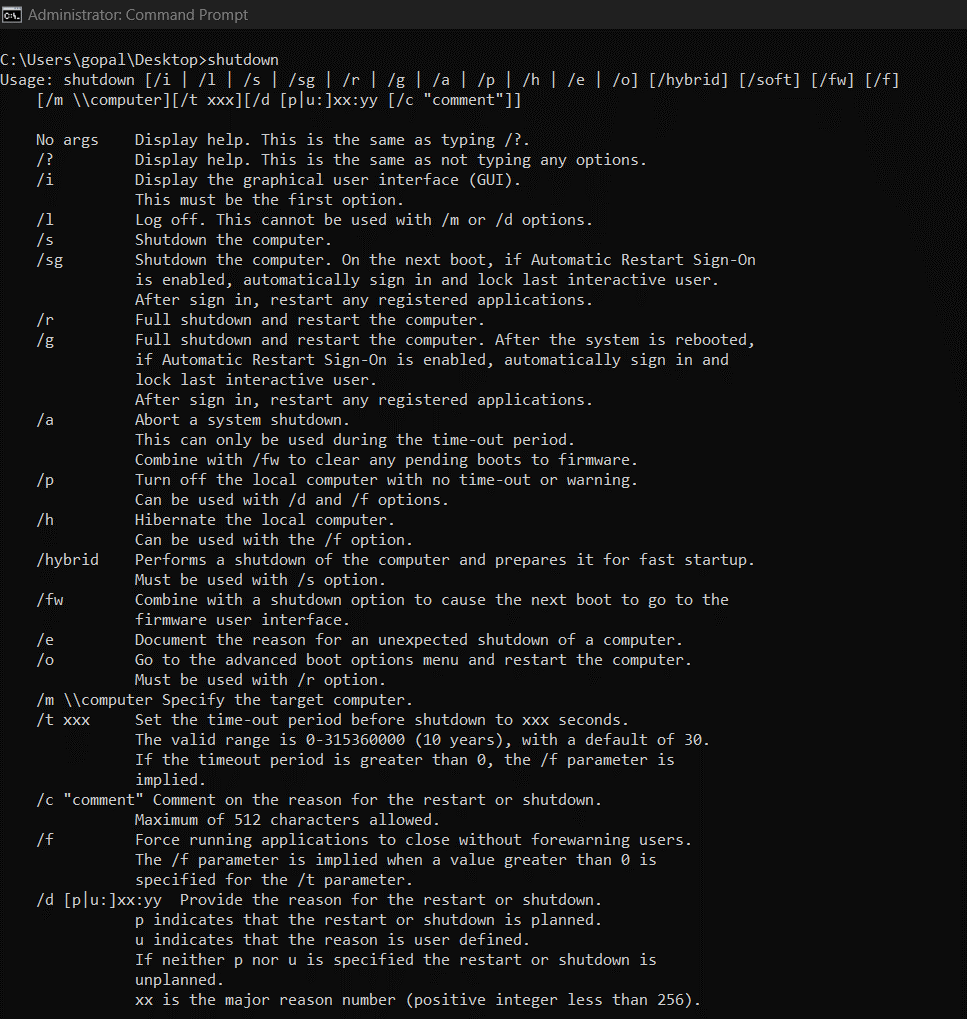 Administrator: Command Prompt
C:\Users\gopal\Desktop>shutdown
Usage: shutdown [/i | /l | /s | /sg | /r | /g | /a | /p | /h | /e | /o] [/hybrid] [/soft] [/fw] [/f]
    [/m \\computer][/t xxx][/d [p|u:]xx:yy [/c "comment"]]

    No args    Display help. This is the same as typing /?.
    /?         Display help. This is the same as not typing any options.
    /i         Display the graphical user interface (GUI).
               This must be the first option.
    /l         Log off. This cannot be used with /m or /d options.
    /s         Shutdown the computer.
    /sg        Shutdown the computer. On the next boot, if Automatic Restart Sign-On
               is enabled, automatically sign in and lock last interactive user.
               After sign in, restart any registered applications.
    /r         Full shutdown and restart the computer.
    /g         Full shutdown and restart the computer. After the system is rebooted,
               if Automatic Restart Sign-On is enabled, automatically sign in and
               lock last interactive user.
               After sign in, restart any registered applications.
    /a         Abort a system shutdown.
               This can only be used during the time-out period.
               Combine with /fw to clear any pending boots to firmware.
    /p         Turn off the local computer with no time-out or warning.
               Can be used with /d and /f options.
    /h         Hibernate the local computer.
               Can be used with the /f option.
    /hybrid    Performs a shutdown of the computer and prepares it for fast startup.
               Must be used with /s option.
    /fw        Combine with a shutdown option to cause the next boot to go to the
               firmware user interface.
    /e         Document the reason for an unexpected shutdown of a computer.
    /o         Go to the advanced boot options menu and restart the computer.
               Must be used with /r option.
    /m \\computer Specify the target computer.
    /t xxx     Set the time-out period before shutdown to xxx seconds.
               The valid range is 0-315360000 (10 years), with a default of 30.
               If the timeout period is greater than 0, the /f parameter is
               implied.
    /c "comment" Comment on the reason for the restart or shutdown.
               Maximum of 512 characters allowed.
    /f         Force running applications to close without forewarning users.
               The /f parameter is implied when a value greater than 0 is
               specified for the /t parameter.
    /d [p|u:]xx:yy  Provide the reason for the restart or shutdown.
               p indicates that the restart or shutdown is planned.
               u indicates that the reason is user defined.
               If neither p nor u is specified the restart or shutdown is
               unplanned.
               xx is the major reason number (positive integer less than 256).